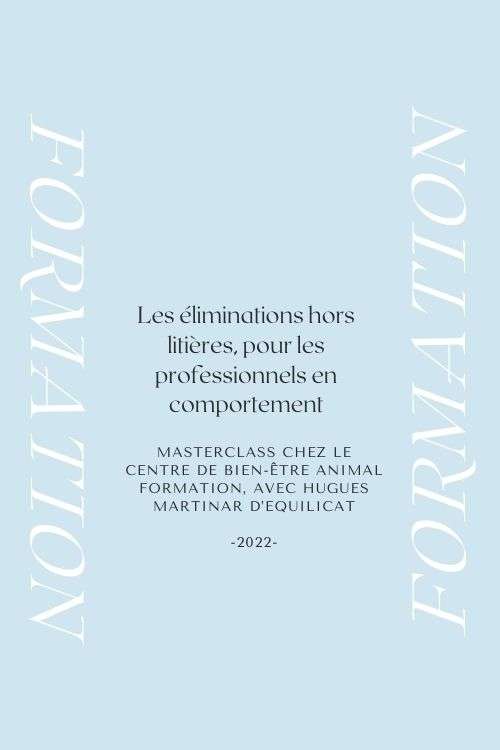 FORMATION
Les éliminations hors
litières, pour les
professionnels en
comportement
MASTERCLASS CHEZ LE
CENTRE DE BIEN-ÊTRE ANIMAL
FORMATION, AVEC HUGUES
MARTINAR D'EQUILICAT
-2022-
FORMATION